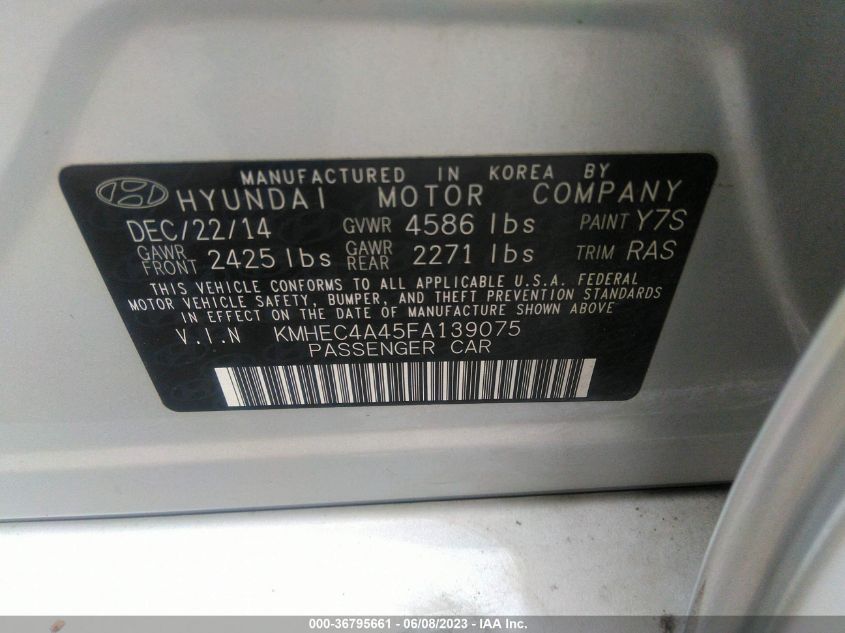 MANUFACTURED IN KOREA BY
HYUNDAI MOTOR COMPANY
DEC/22/14 GVWR 4586 lbs PAINT Y7S
GAWR FRONT 2425 lbs GAWR REAR 2271 lbs TRIM RAS
THIS VEHICLE CONFORMS TO ALL APPLICABLE U.S.A. FEDERAL
MOTOR VEHICLE SAFETY, BUMPER, AND THEFT PREVENTION STANDARDS
IN EFFECT ON THE DATE OF MANUFACTURE SHOWN ABOVE.
V.I.N KMHEC4A45FA139075
PASSENGER CAR
000-36795661 - 06/08/2023 - IAA Inc.